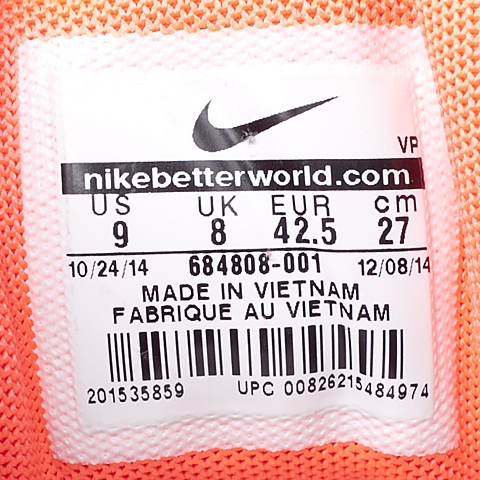 VP
nikebetterworld.com
US UK EUR cm
9 8 42.5 27
10/24/14 684808-001 12/08/14
MADE IN VIETNAM
FABRIQUE AU VIETNAM
201535859 UPC 00826215484974